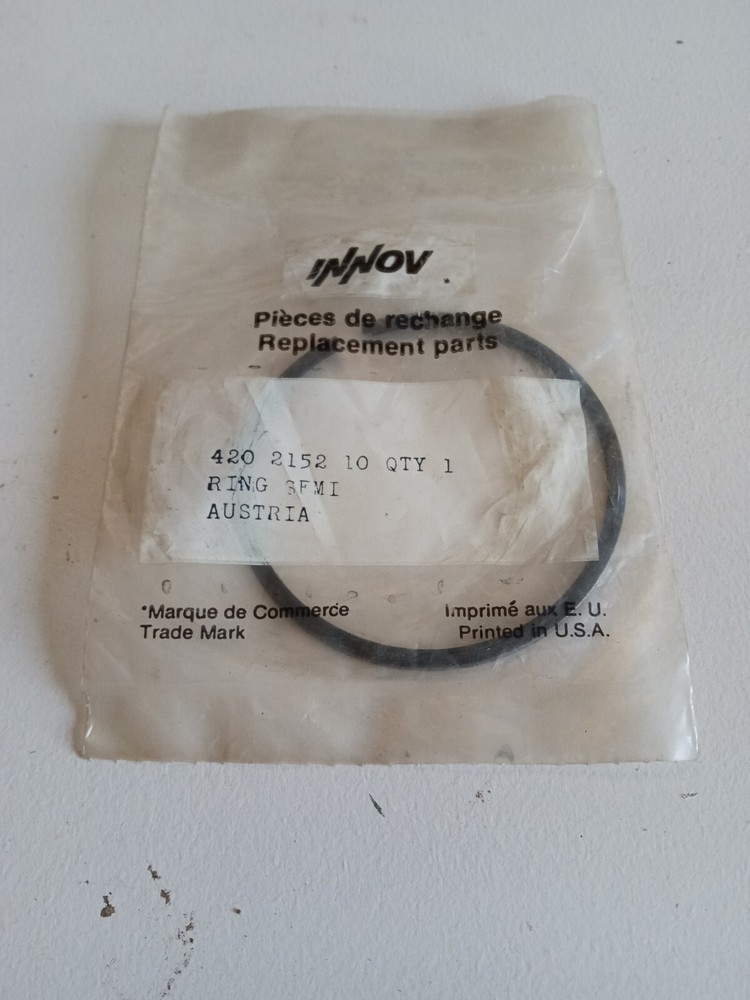 INNOV
Pièces de rechange
Replacement parts
420 2152 10 QTY 1
RING SEMI
AUSTRIA
*Marque de Commerce
Trade Mark
Imprimé aux E. U.
Printed in U.S.A.